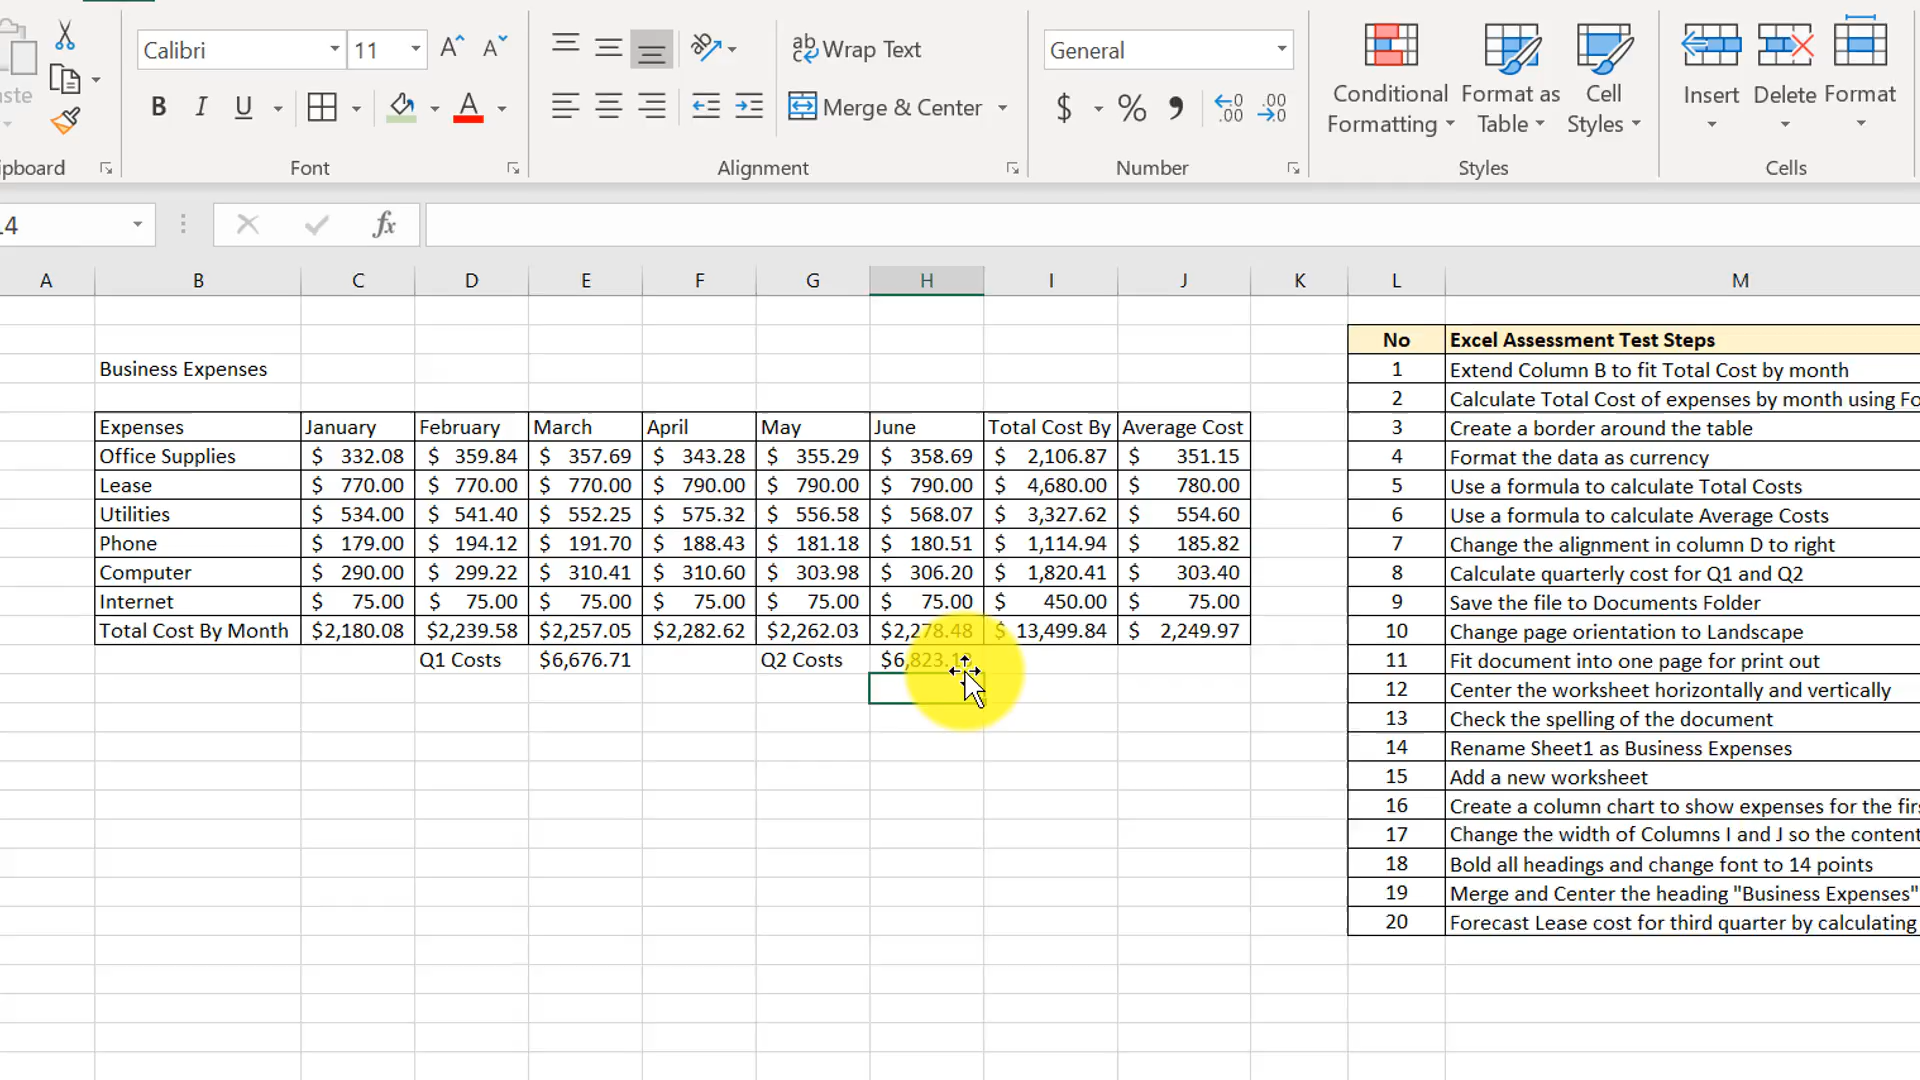 Calibri 11 A^ A˅ ab Wrap Text General
B I U A Merge & Center $ % , Conditional Formatting Format as Table Cell Styles Insert Delete Format
Font Alignment Number Styles Cells
fx
A B C D E F G H I J K L M
Business Expenses
Expenses January February March April May June Total Cost By Average Cost
Office Supplies $ 332.08 $ 359.84 $ 357.69 $ 343.28 $ 355.29 $ 358.69 $ 2,106.87 $ 351.15
Lease $ 770.00 $ 770.00 $ 770.00 $ 790.00 $ 790.00 $ 790.00 $ 4,680.00 $ 780.00
Utilities $ 534.00 $ 541.40 $ 552.25 $ 575.32 $ 556.58 $ 568.07 $ 3,327.62 $ 554.60
Phone $ 179.00 $ 194.12 $ 191.70 $ 188.43 $ 181.18 $ 180.51 $ 1,114.94 $ 185.82
Computer $ 290.00 $ 299.22 $ 310.41 $ 310.60 $ 303.98 $ 306.20 $ 1,820.41 $ 303.40
Internet $ 75.00 $ 75.00 $ 75.00 $ 75.00 $ 75.00 $ 75.00 $ 450.00 $ 75.00
Total Cost By Month $2,180.08 $2,239.58 $2,257.05 $2,282.62 $2,262.03 $2,278.48 $ 13,499.84 $ 2,249.97
Q1 Costs $6,676.71 Q2 Costs
No Excel Assessment Test Steps
1 Extend Column B to fit Total Cost by month
2 Calculate Total Cost of expenses by month using
3 Create a border around the table
4 Format the data as currency
5 Use a formula to calculate Total Costs
6 Use a formula to calculate Average Costs
7 Change the alignment in column D to right
8 Calculate quarterly cost for Q1 and Q2
9 Save the file to Documents Folder
10 Change page orientation to Landscape
11 Fit document into one page for print out
12 Center the worksheet horizontally and vertically
13 Check the spelling of the document
14 Rename Sheet1 as Business Expenses
15 Add a new worksheet
16 Create a column chart to show expenses for the
17 Change the width of Columns I and J so the content
18 Bold all headings and change font to 14 points
19 Merge and Center the heading "Business Expenses"
20 Forecast Lease cost for third quarter by calculating